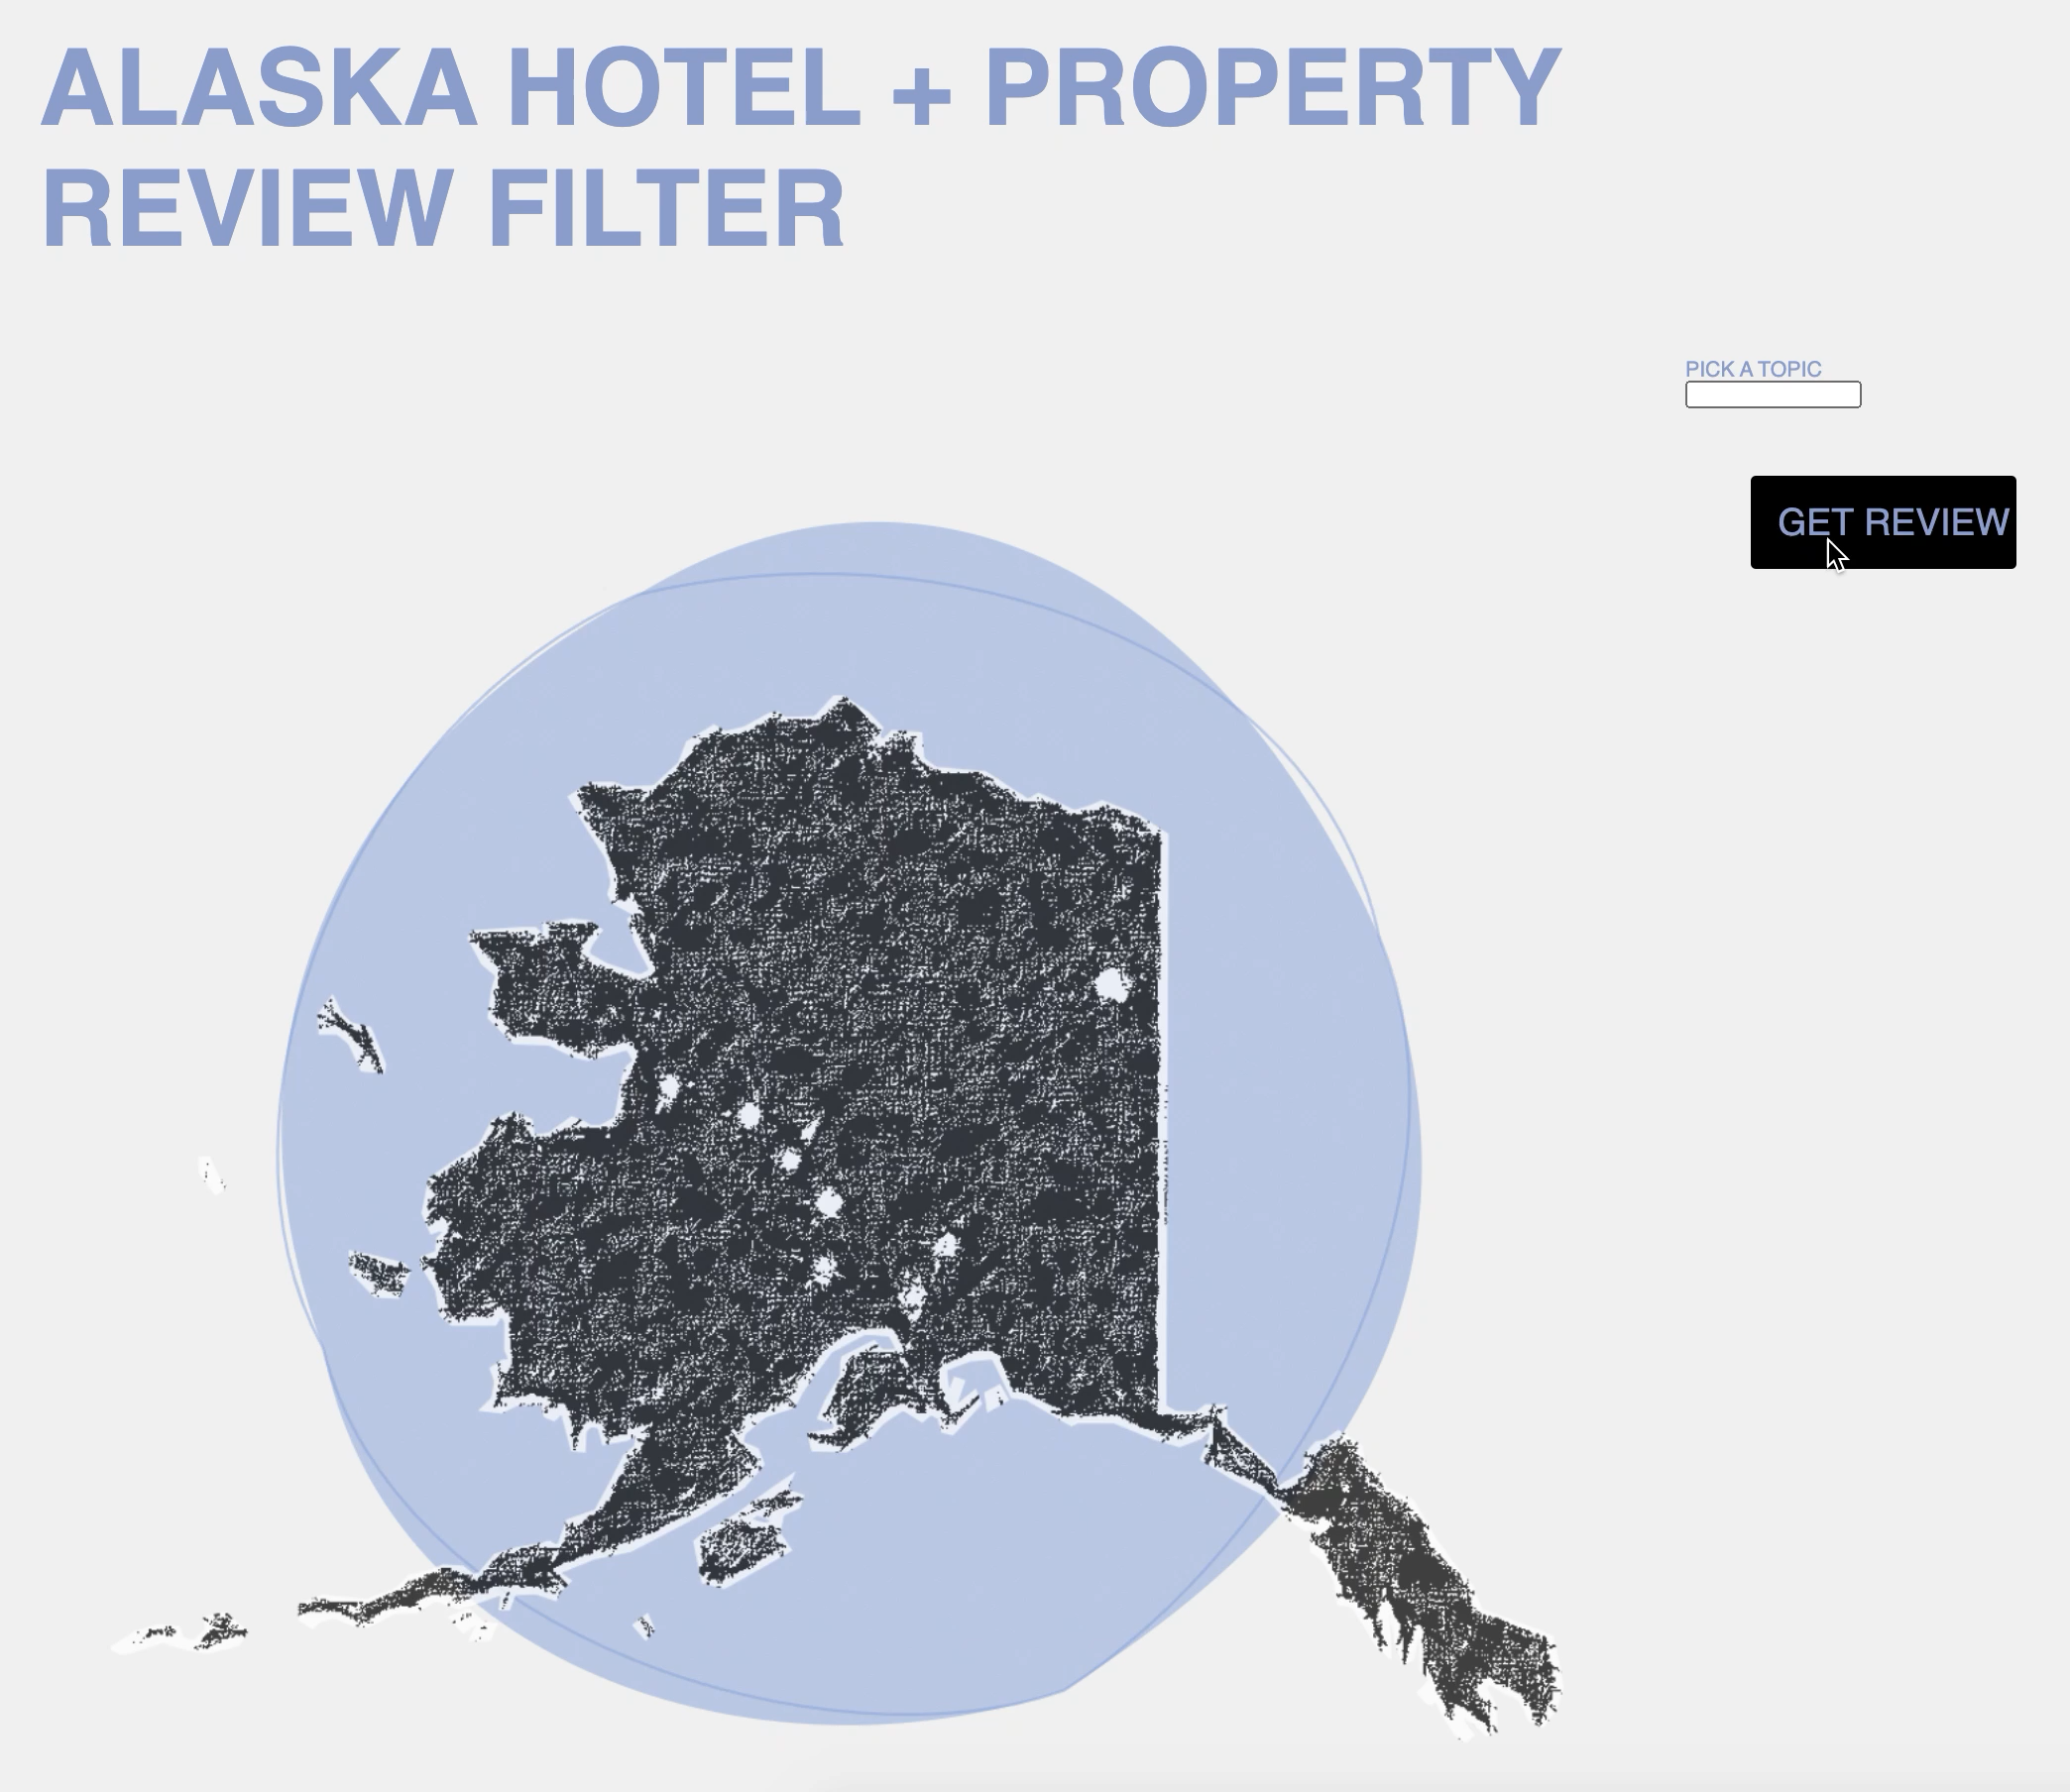 ALASKA HOTEL + PROPERTY
REVIEW FILTER
PICK A TOPIC
GET REVIEW